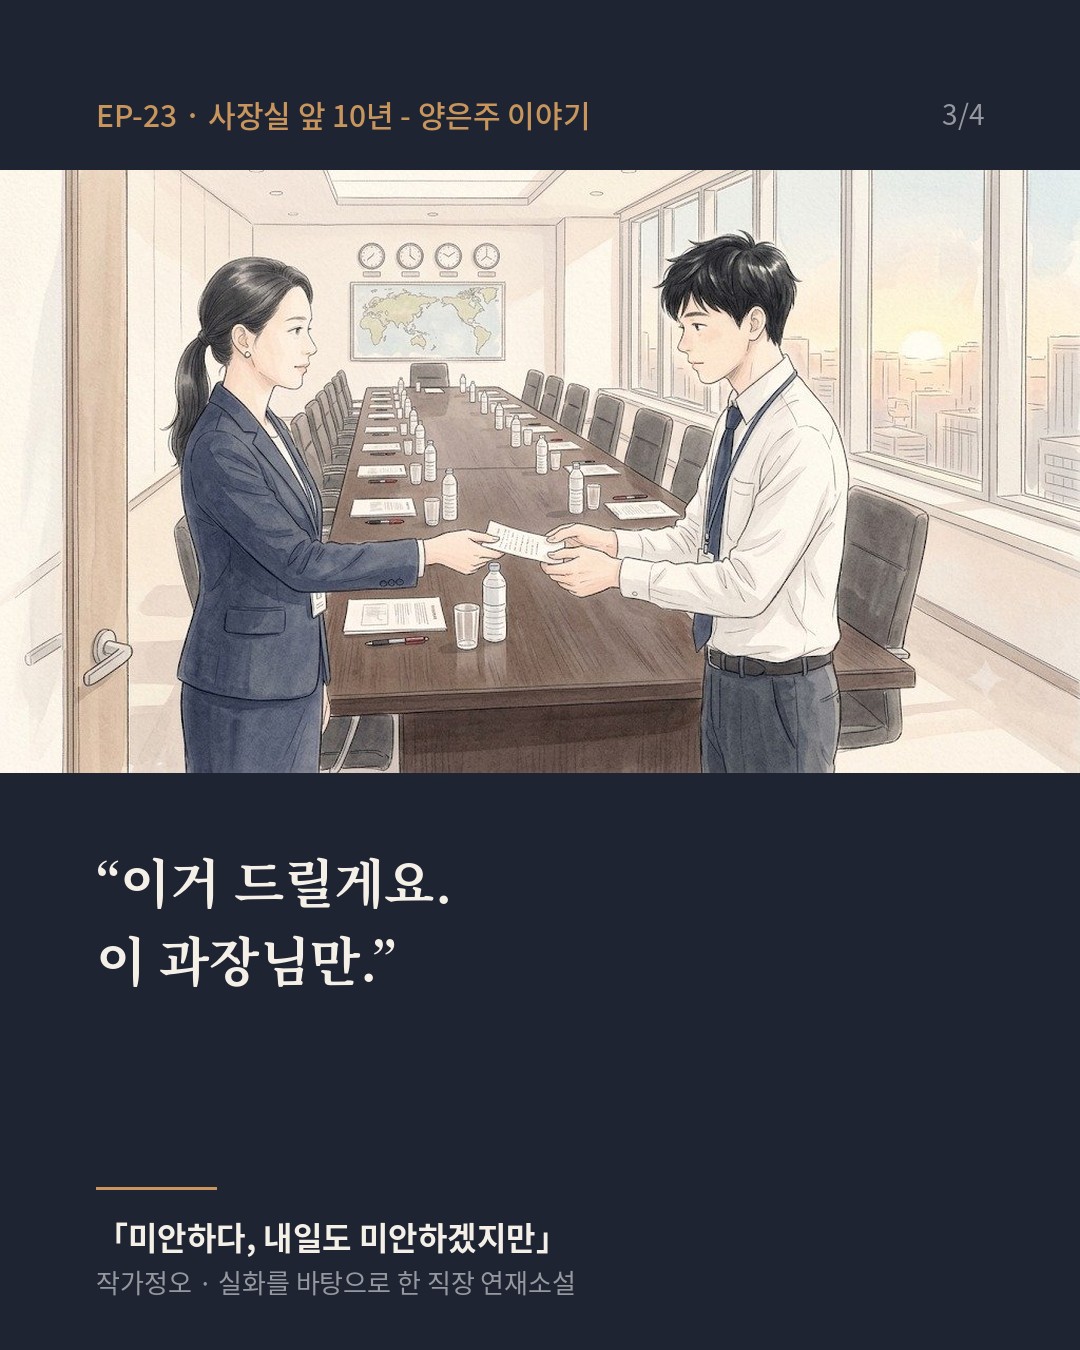 EP-23 · 사장실 앞 10년 - 양은주 이야기
3/4
“이거 드릴게요.
이 과장님만.”
「미안하다, 내일도 미안하겠지만」
작가정오 · 실화를 바탕으로 한 직장 연재소설